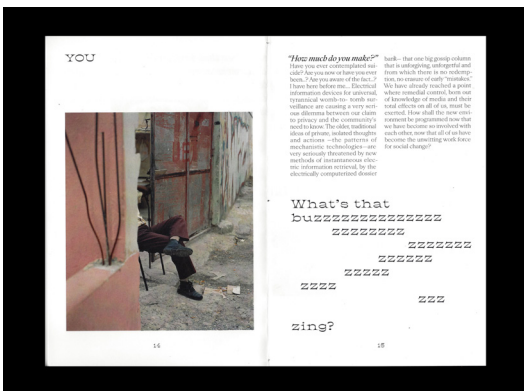 YOU
14
"How much do you make?"
Have you ever contemplated sui-
cide? Are you now or have you ever
been...? Are you aware of the fact...?
I have here before me.... Electrical
information devices for universal,
tyrannical womb-to- tomb sur-
veillance are causing a very seri-
ous dilemma between our claim
to privacy and the community's
need to know. The older, traditional
ideas of private, isolated thoughts
and actions —the patterns of
mechanistic technologies—are
very seriously threatened by new
methods of instantaneous elec-
tric information retrieval, by the
electrically computerized dossier
bank— that one big gossip column
that is unforgiving, unforgetful and
from which there is no redemp-
tion, no erasure of early "mistakes."
We have already reached a point
where remedial control, born out
of knowledge of media and their
total effects on all of us, must be
exerted. How shall the new envi-
ronment be programmed now that
we have become so involved with
each other, now that all of us have
become the unwitting work force
for social change?
What's that
buzzzzzzzzzzzzzzzz
zzzzzzzz
zzzzzzz
zzzzzz
zzzzz
zzzz
zzz
zing?
15